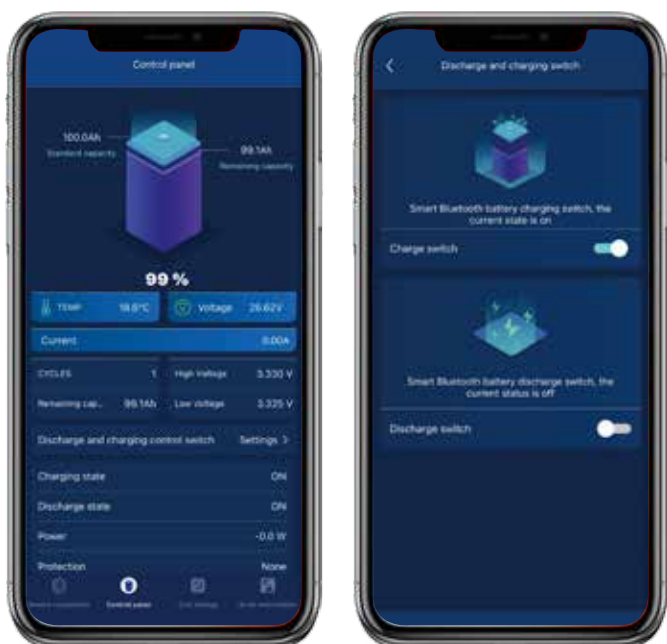 Control panel
100.0Ah
Standard capacity
99.1Ah
Remaining capacity
99 %
TEMP 18.6°C
Voltage 26.62V
Current 0.00A
CYCLES 1
High Voltage 3.330 V
Remaining cap... 99.1Ah
Low voltage 3.325 V
Discharge and charging control switch Settings >
Charging state ON
Discharge state ON
Power -0.0 W
Protection None
Control panel
Discharge and charging switch
Smart Bluetooth battery charging switch, the
current state is on
Charge switch
Smart Bluetooth battery discharge switch, the
current status is off
Discharge switch